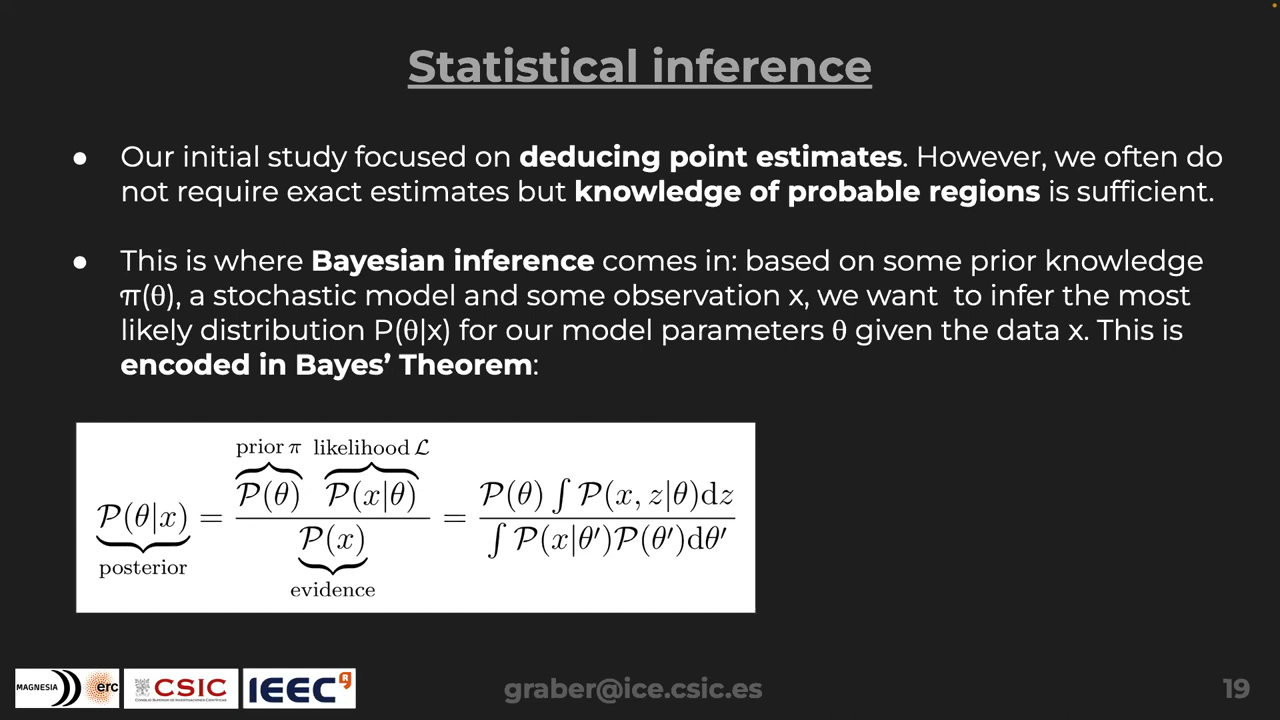 Statistical inference
● Our initial study focused on deducing point estimates. However, we often do
not require exact estimates but knowledge of probable regions is sufficient.
● This is where Bayesian inference comes in: based on some prior knowledge
π(θ), a stochastic model and some observation x, we want  to infer the most
likely distribution P(θ|x) for our model parameters θ given the data x. This is
encoded in Bayes’ Theorem:
prior π likelihood ℒ
𝒫(θ|x) = 𝒫(θ) 𝒫(x|θ) / 𝒫(x) = 𝒫(θ) ∫ 𝒫(x, z|θ)dz / ∫ 𝒫(x|θ′)𝒫(θ′)dθ′
posterior
evidence
MAGNESIA erc CSIC IEEC
graber@ice.csic.es
19